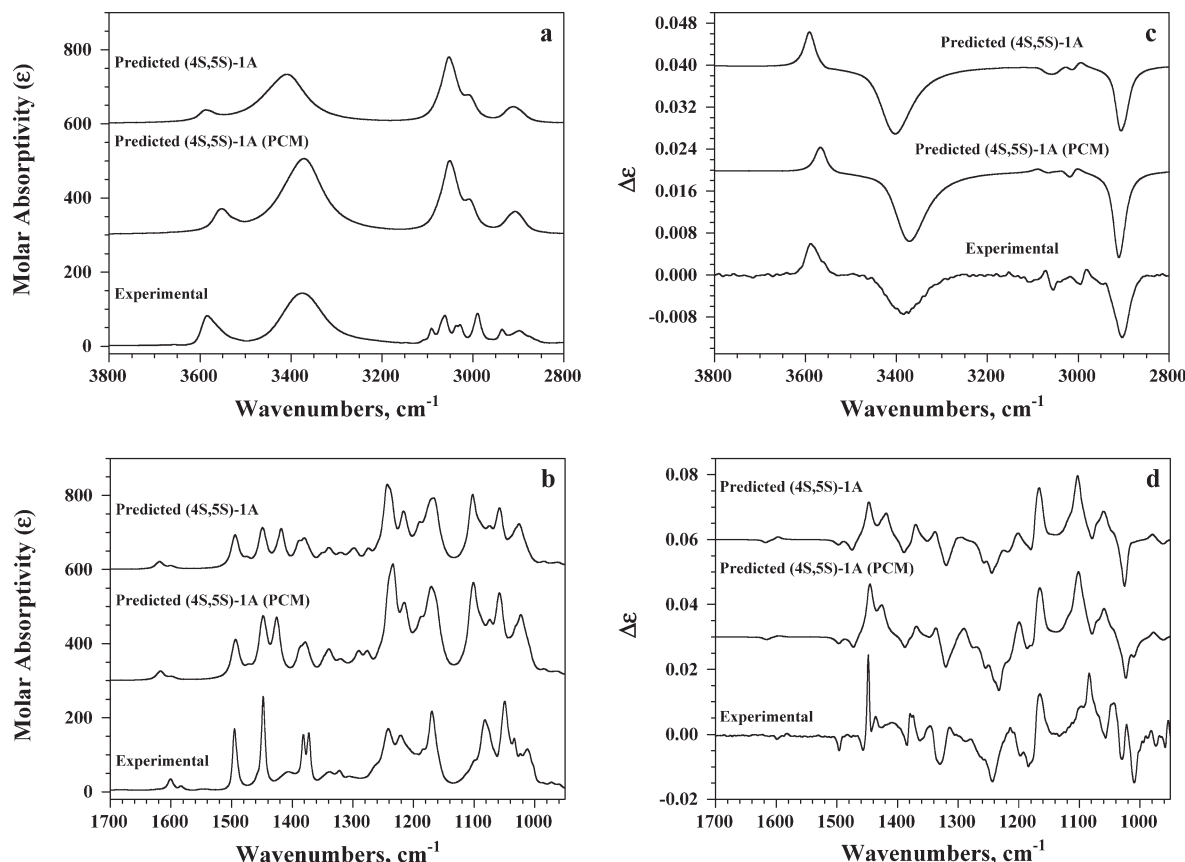 a
Molar Absorptivity (ε)
800
600
400
200
0
Predicted (4S,5S)-1A
Predicted (4S,5S)-1A (PCM)
Experimental
3800 3600 3400 3200 3000 2800
Wavenumbers, cm-1
c
Δε
0.048
0.040
0.032
0.024
0.016
0.008
0.000
-0.008
Predicted (4S,5S)-1A
Predicted (4S,5S)-1A (PCM)
Experimental
3800 3600 3400 3200 3000 2800
Wavenumbers, cm-1
b
Molar Absorptivity (ε)
800
600
400
200
0
Predicted (4S,5S)-1A
Predicted (4S,5S)-1A (PCM)
Experimental
1700 1600 1500 1400 1300 1200 1100 1000
Wavenumbers, cm-1
d
Δε
0.08
0.06
0.04
0.02
0.00
-0.02
Predicted (4S,5S)-1A
Predicted (4S,5S)-1A (PCM)
Experimental
1700 1600 1500 1400 1300 1200 1100 1000
Wavenumbers, cm-1